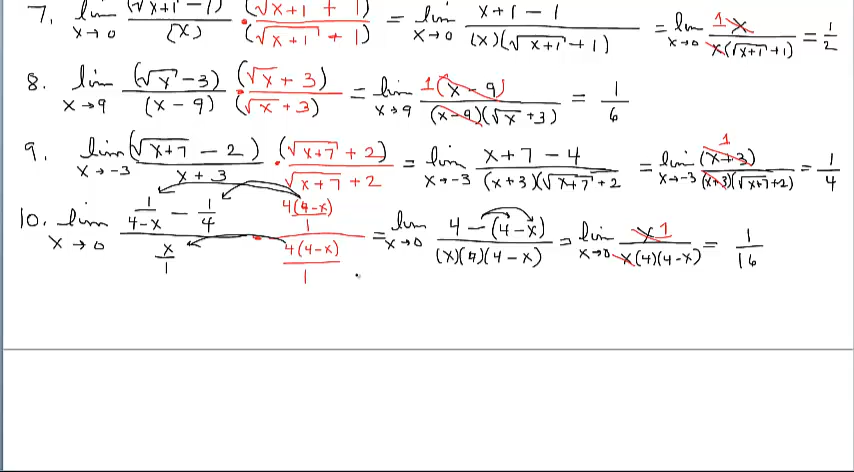 7. lim x→0 (√x+1 - 1)/(x) · (√x+1 + 1)/(√x+1 + 1) = lim x→0 x+1-1/(x)(√x+1 + 1) = lim x→0 1x/x(√x+1 + 1) = 1/2
8. lim x→9 (√x - 3)/(x - 9) · (√x + 3)/(√x + 3) = lim x→9 1(x - 9)/(x-9)(√x + 3) = 1/6
9. lim x→-3 (√x+7 - 2)/x + 3 · (√x+7 + 2)/√x+7 + 2 = lim x→-3 x+7-4/(x+3)(√x+7 + 2 = lim x→-3 1(x+3)/(x+3)(√x+7 + 2) = 1/4
10. lim x→0 1/4-x - 1/4 / x/1 · 4(4-x)/1 / 4(4-x)/1 = lim x→0 4-(4-x)/(x)(4)(4-x) = lim x→0 x1/x(4)(4-x) = 1/16